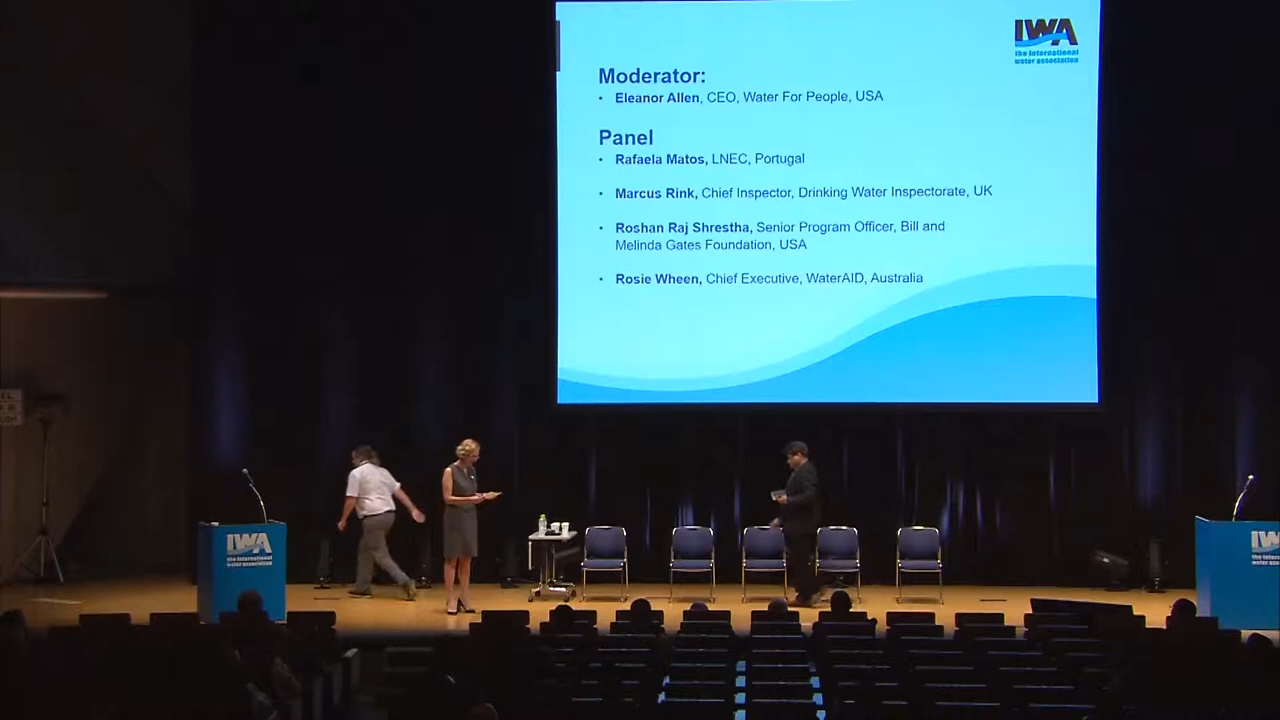 IWA
the international
water association
Moderator:
• Eleanor Allen, CEO, Water For People, USA
Panel
• Rafaela Matos, LNEC, Portugal
• Marcus Rink, Chief Inspector, Drinking Water Inspectorate, UK
• Roshan Raj Shrestha, Senior Program Officer, Bill and
Melinda Gates Foundation, USA
• Rosie Wheen, Chief Executive, WaterAID, Australia
IWA
the international
water association
IW